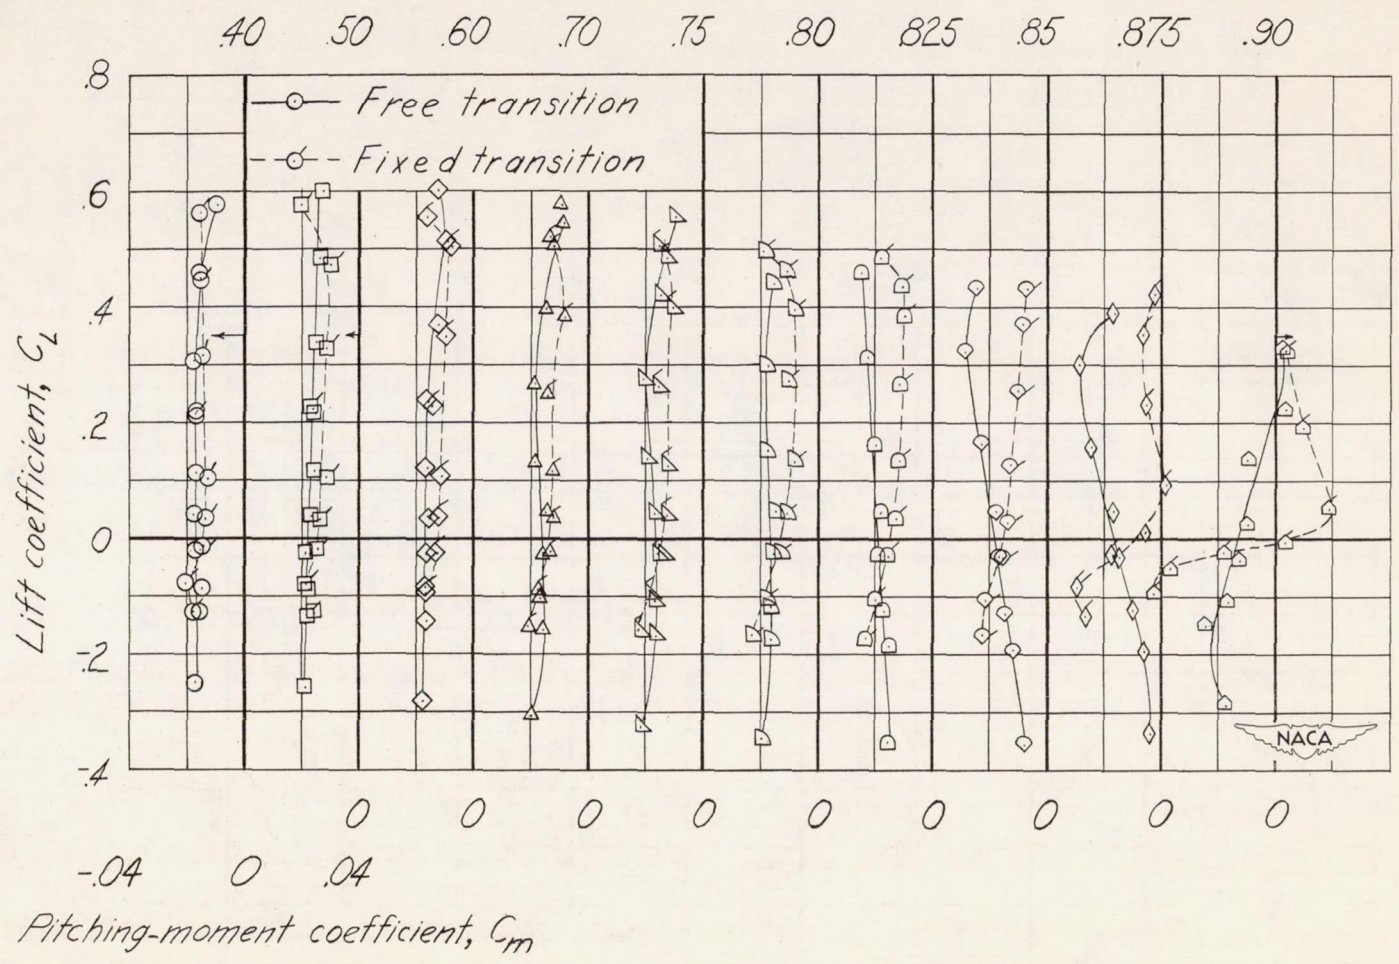 .40 .50 .60 .70 .75 .80 .825 .85 .875 .90
.8
Free transition
Fixed transition
.6
.4
.2
0
-.2
-.4
Lift coefficient, CL
NACA
0 0 0 0 0 0 0 0 0
-.04 0 .04
Pitching-moment coefficient, Cm